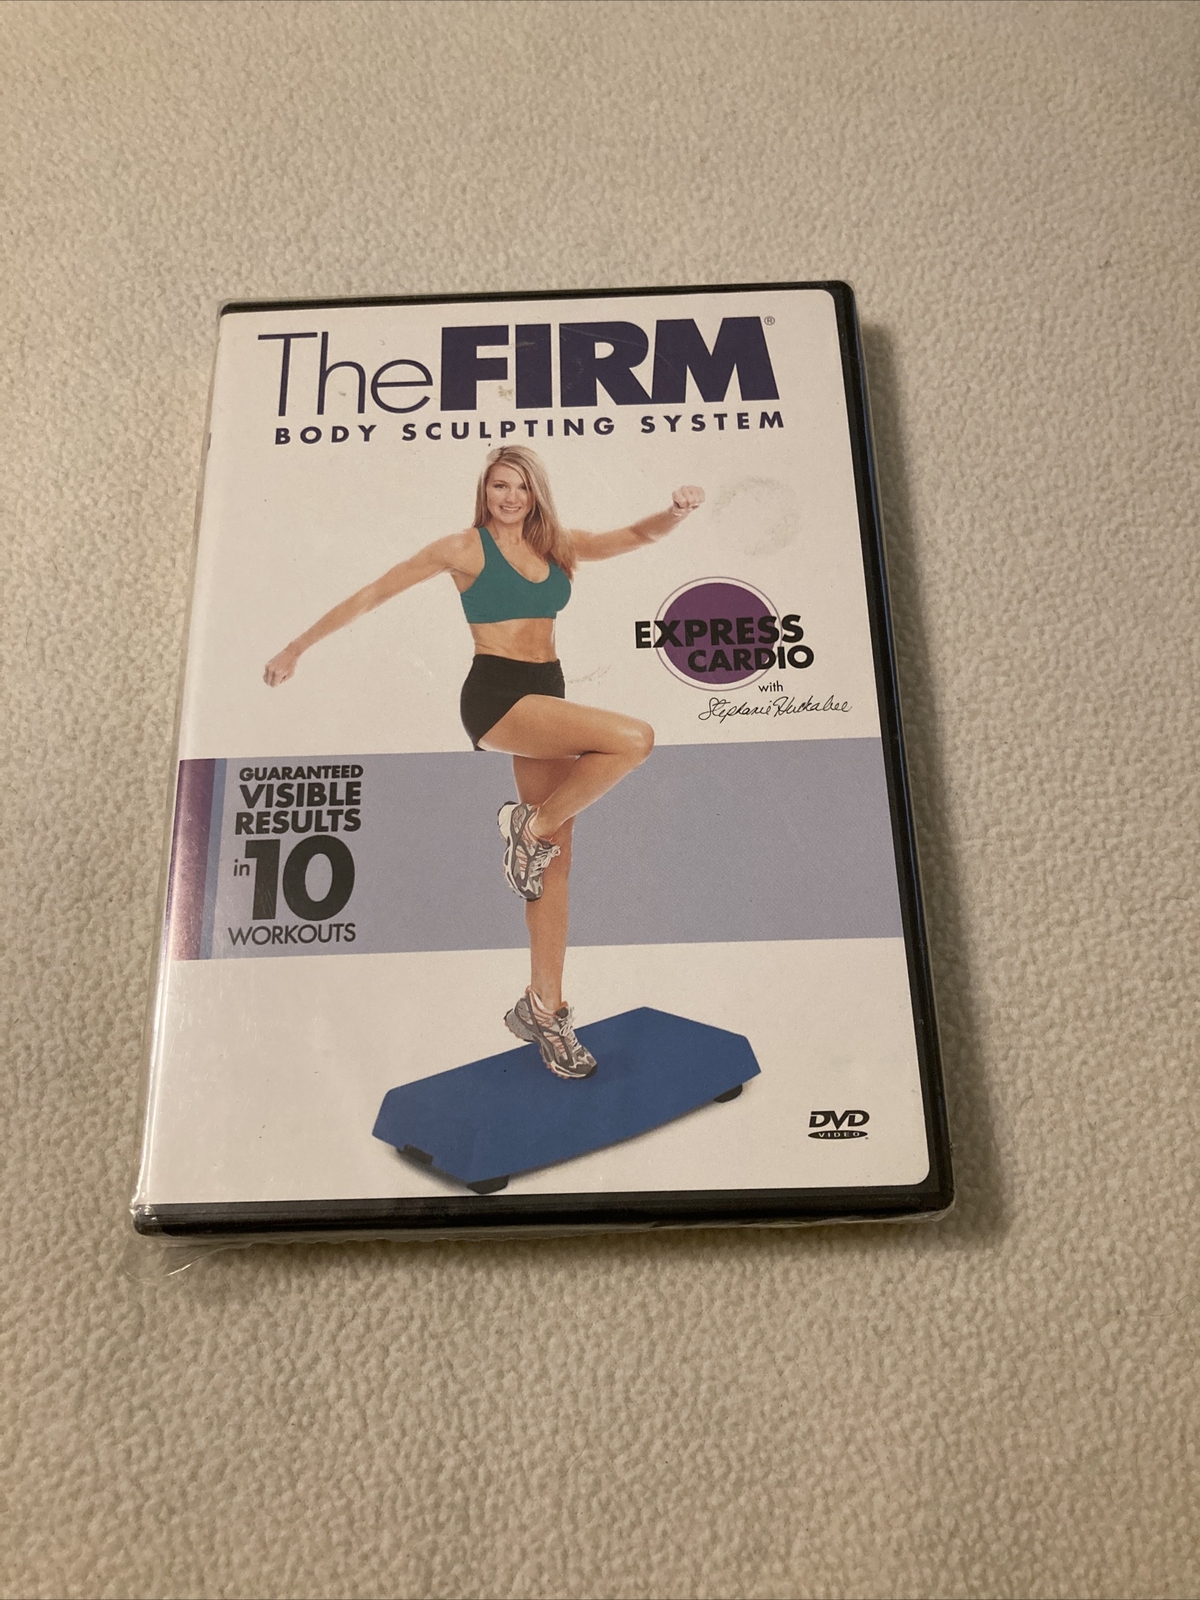 TheFIRM®
BODY SCULPTING SYSTEM
EXPRESS
CARDIO
with
Stephanie Huckabee
GUARANTEED
VISIBLE
RESULTS
in 10
WORKOUTS
DVD
VIDEO